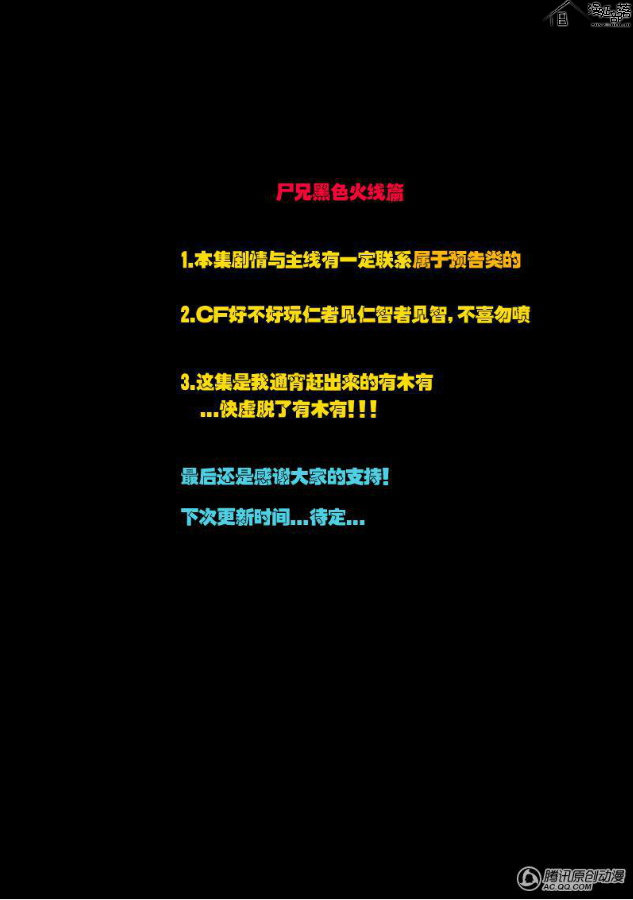 漫画部落
尸兄黑色火线篇
1.本集剧情与主线有一定联系属于预告类的
2.CF好不好玩仁者见仁智者见智，不喜勿喷
3.这集是我通宵赶出来的有木有
...快虚脱了有木有！！！
最后还是感谢大家的支持！
下次更新时间...待定...
腾讯原创动漫
AC.QQ.COM